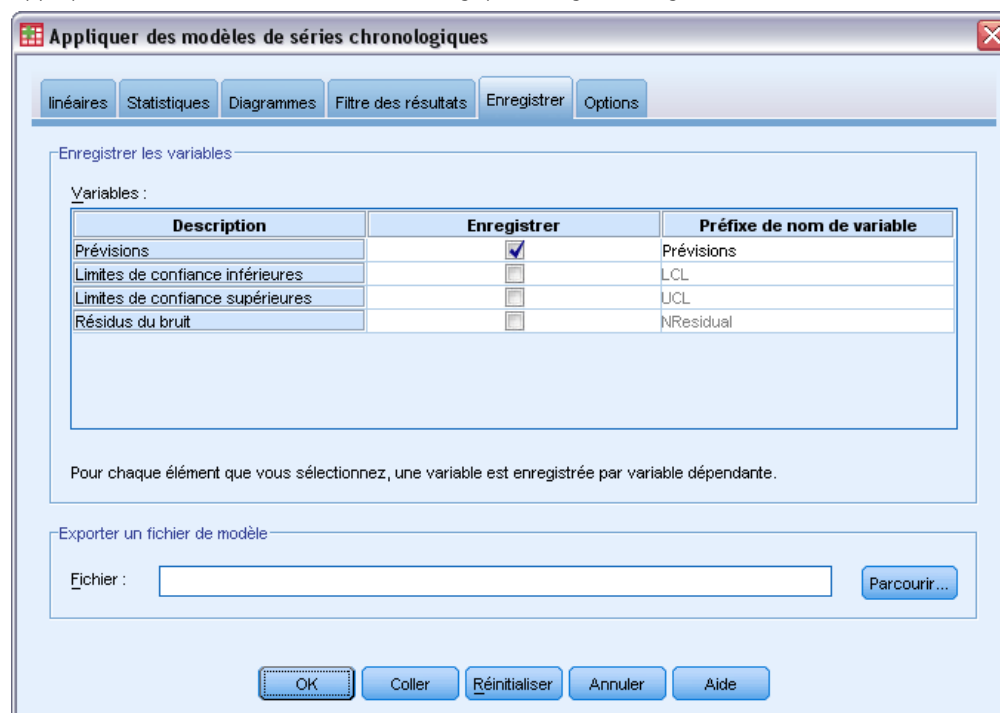 Appliquer des modèles de séries chronologiques
linéaires Statistiques Diagrammes Filtre des résultats Enregistrer Options
Enregistrer les variables
Variables :
Description Enregistrer Préfixe de nom de variable
Prévisions Prévisions
Limites de confiance inférieures LCL
Limites de confiance supérieures UCL
Résidus du bruit NResidual
Pour chaque élément que vous sélectionnez, une variable est enregistrée par variable dépendante.
Exporter un fichier de modèle
Fichier : Parcourir...
OK Coller Réinitialiser Annuler Aide